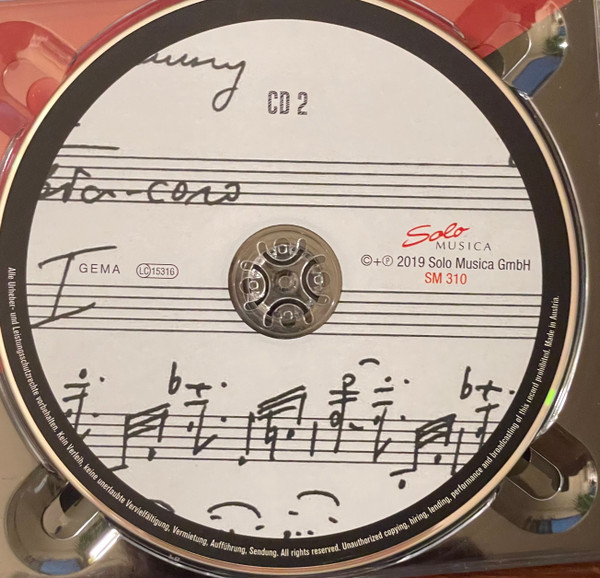 CD 2
Solo
MUSICA
©+℗ 2019 Solo Musica GmbH
SM 310
GEMA LC 15316
I
Alle Urheber- und Leistungsschutzrechte vorbehalten. Kein Verleih, keine unerlaubte Vervielfältigung, Vermietung, Aufführung, Sendung. All rights reserved. Unauthorized copying, hiring, lending, performance and broadcasting of this record prohibited. Made in Austria.